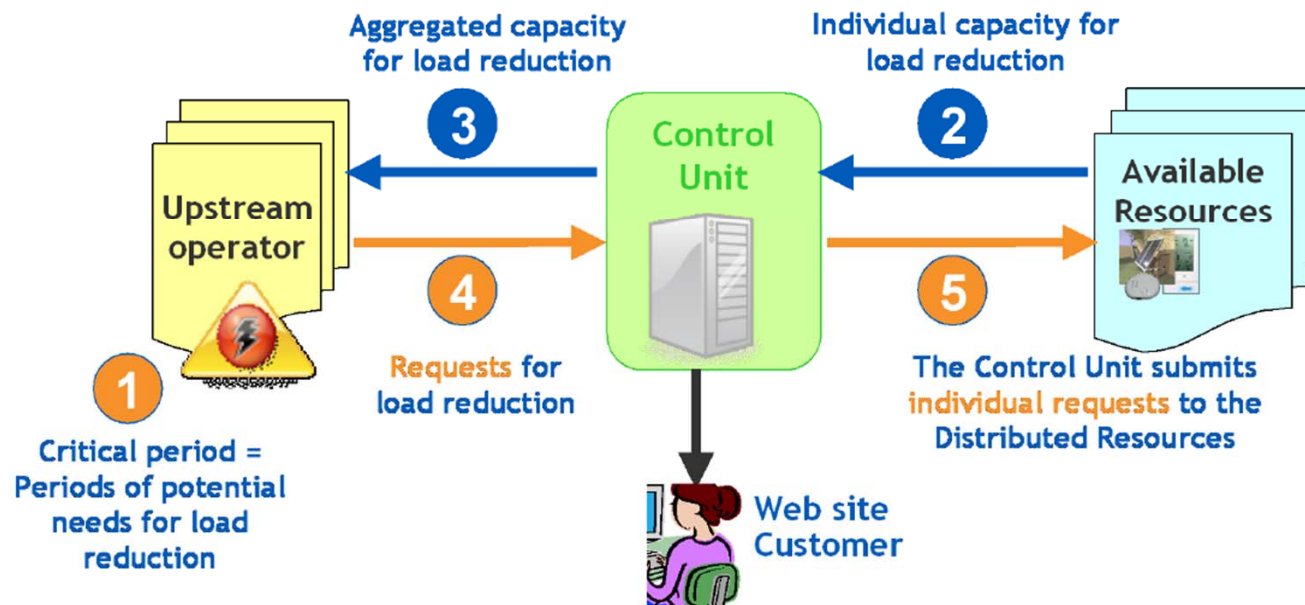 Aggregated capacity
for load reduction
3
Individual capacity for
load reduction
2
Control
Unit
Available
Resources
Upstream
operator
4
Requests for
load reduction
5
The Control Unit submits
individual requests to the
Distributed Resources
1
Critical period =
Periods of potential
needs for load
reduction
Web site
Customer